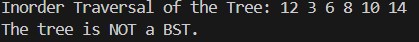 Inorder Traversal of the Tree: 12 3 6 8 10 14
The tree is NOT a BST.